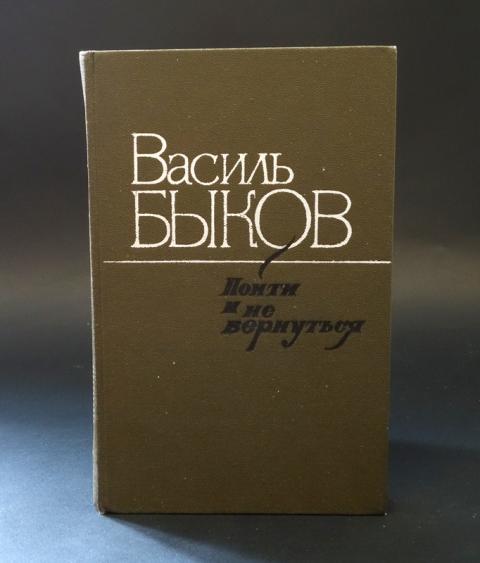 Василь
БЫКОВ
Пойти
и не
вернуться